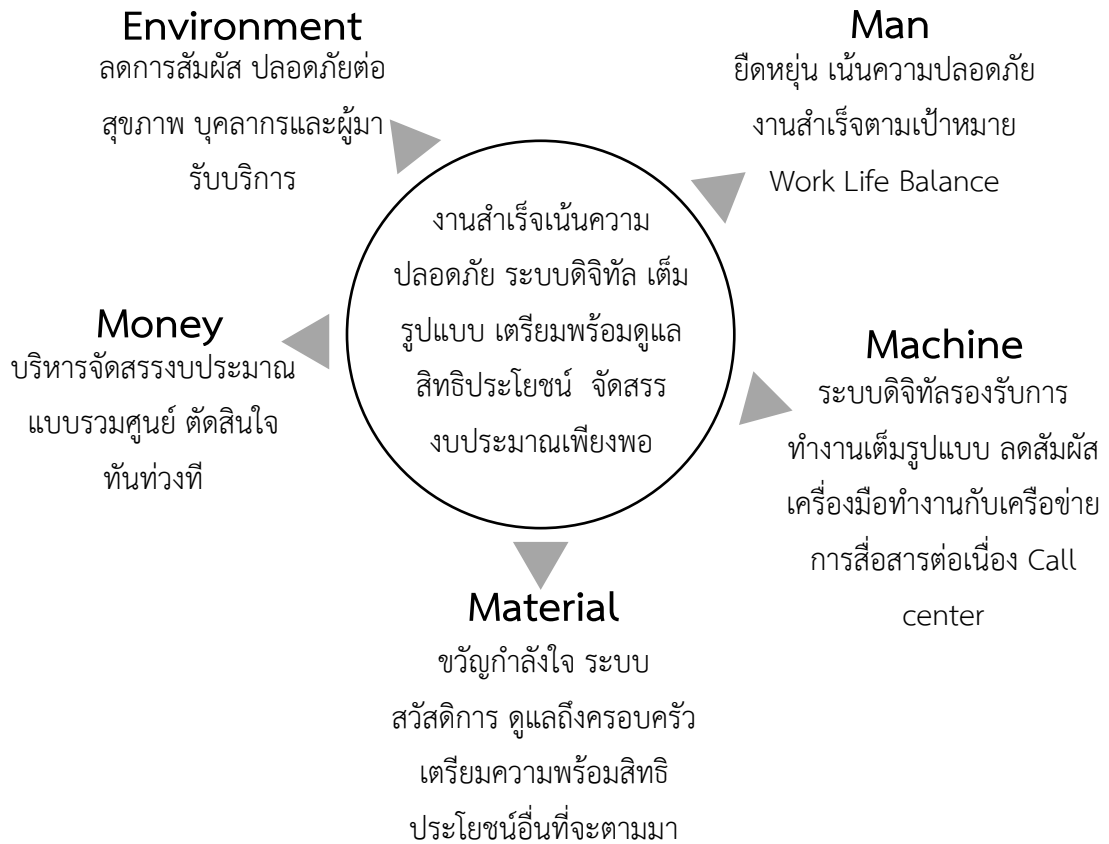 Environment
ลดการสัมผัส ปลอดภัยต่อ
สุขภาพ บุคลากรและผู้มา
รับบริการ
Man
ยืดหยุ่น เน้นความปลอดภัย
งานสำเร็จตามเป้าหมาย
Work Life Balance
งานสำเร็จเน้นความ
ปลอดภัย ระบบดิจิทัล เต็ม
รูปแบบ เตรียมพร้อมดูแล
สิทธิประโยชน์ จัดสรร
งบประมาณเพียงพอ
Money
บริหารจัดสรรงบประมาณ
แบบรวมศูนย์ ตัดสินใจ
ทันท่วงที
Machine
ระบบดิจิทัลรองรับการ
ทำงานเต็มรูปแบบ ลดสัมผัส
เครื่องมือทำงานกับเครือข่าย
การสื่อสารต่อเนื่อง Call
center
Material
ขวัญกำลังใจ ระบบ
สวัสดิการ ดูแลถึงครอบครัว
เตรียมความพร้อมสิทธิ
ประโยชน์อื่นที่จะตามมา